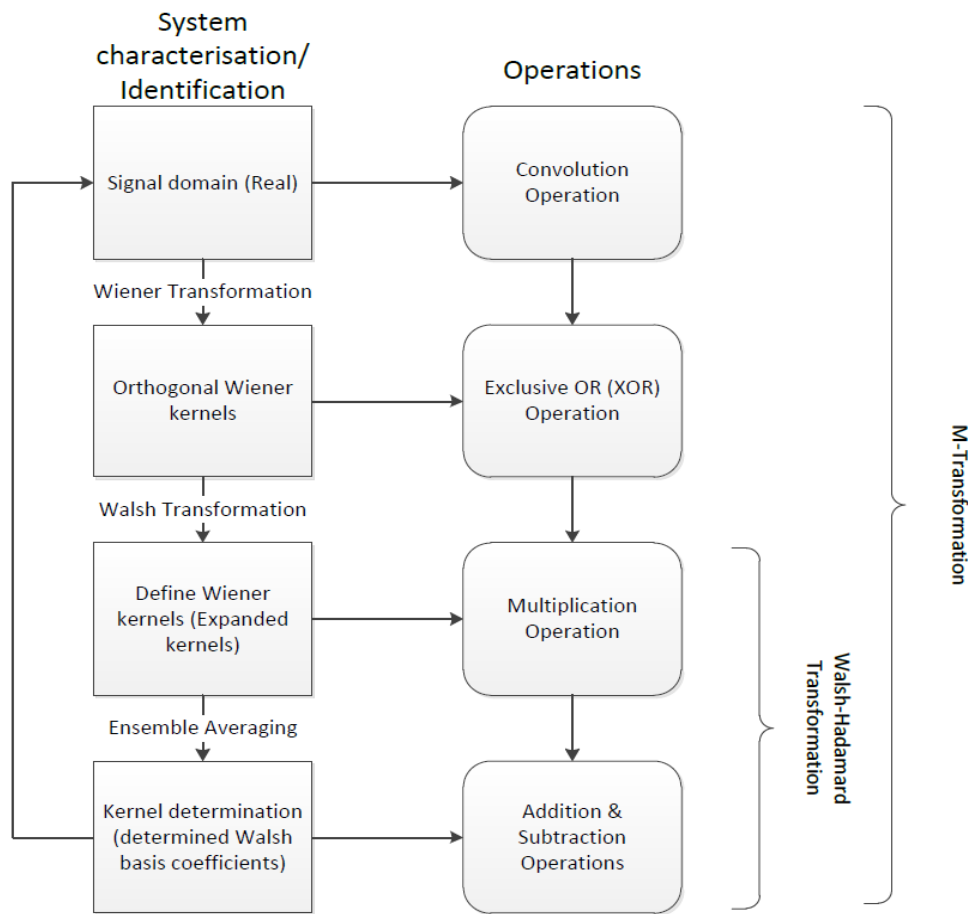 System
characterisation/
Identification
Operations
Signal domain (Real)
Convolution
Operation
Wiener Transformation
Orthogonal Wiener
kernels
Exclusive OR (XOR)
Operation
Walsh Transformation
Define Wiener
kernels (Expanded
kernels)
Multiplication
Operation
Ensemble Averaging
Kernel determination
(determined Walsh
basis coefficients)
Addition &
Subtraction
Operations
Walsh-Hadamard
Transformation
M-Transformation